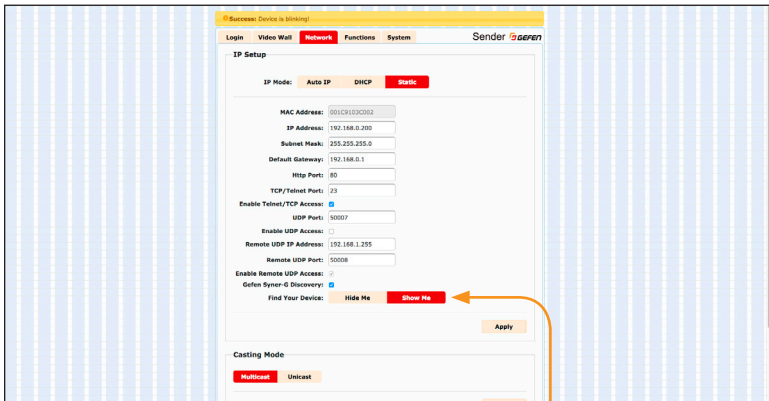 Success: Device is blinking!
Login Video Wall Network Functions System Sender GEFEN
IP Setup
IP Mode: Auto IP DHCP Static
MAC Address: 001C9103C002
IP Address: 192.168.0.200
Subnet Mask: 255.255.255.0
Default Gateway: 192.168.0.1
Http Port: 80
TCP/Telnet Port: 23
Enable Telnet/TCP Access:
UDP Port: 50007
Enable UDP Access:
Remote UDP IP Address: 192.168.1.255
Remote UDP Port: 50008
Enable Remote UDP Access:
Gefen Syner-G Discovery:
Find Your Device: Hide Me Show Me
Apply
Casting Mode
Multicast Unicast